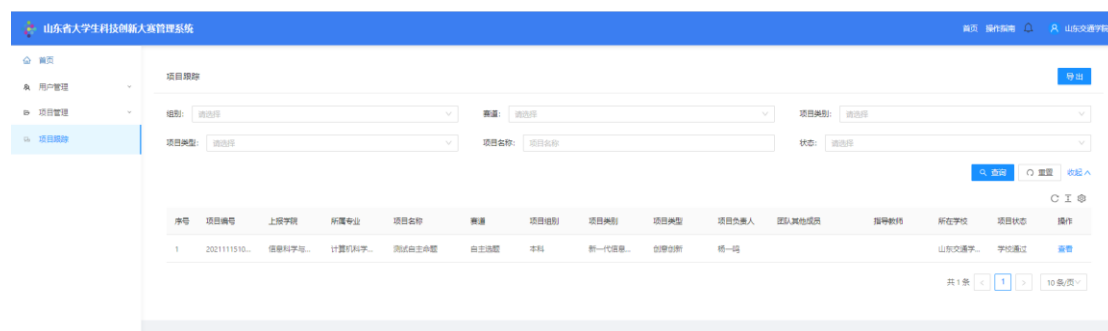 山东省大学生科技创新大赛管理系统
首页 操作指南 山东交通学院
首页
用户管理
项目管理
项目跟踪
项目跟踪
导出
组别: 请选择 赛道: 请选择 项目类别: 请选择
项目类型: 请选择 项目名称: 项目名称 状态: 请选择
查询 重置 收起
序号 项目编号 上报学院 所属专业 项目名称 赛道 项目组别 项目类别 项目类型 项目负责人 团队其他成员 指导教师 所在学校 项目状态 操作
1 2021111510... 信息科学与... 计算机科学... 测试自主命题 自主选题 本科 新一代信息... 创意创新 杨一鸣 山东交通学... 学校通过 查看
共1条 < 1 > 10条/页